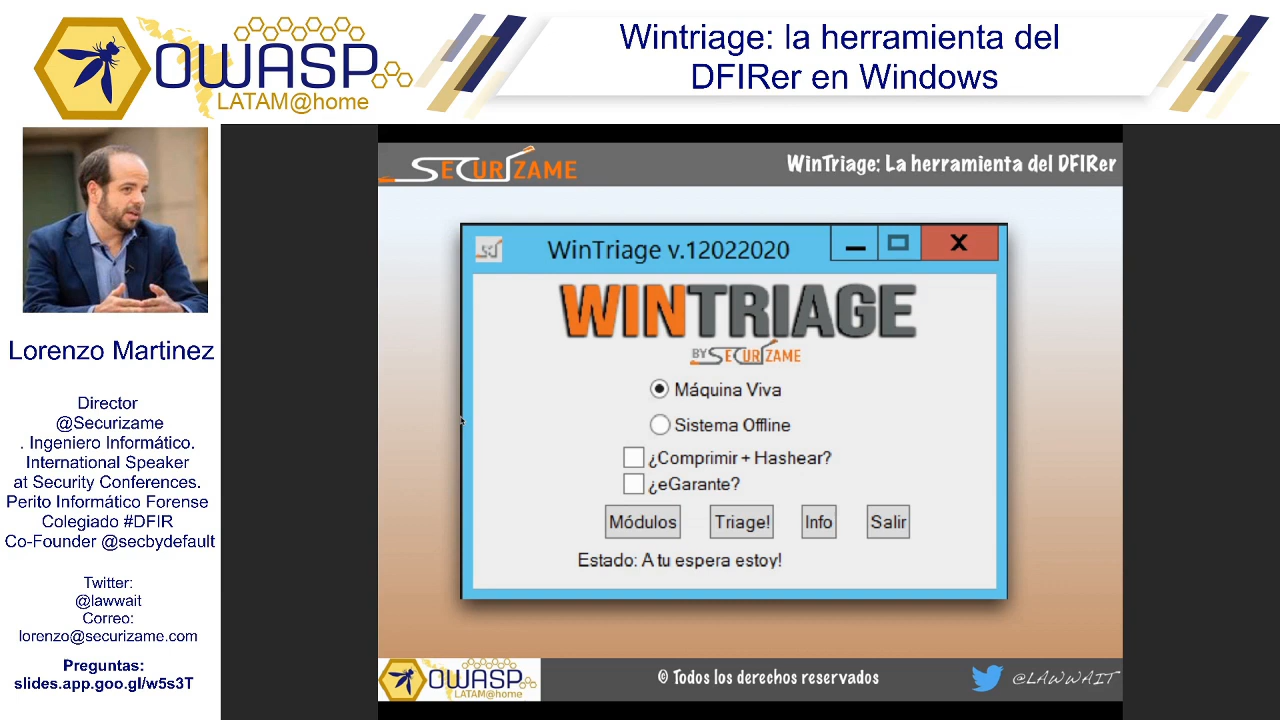 OWASP
LATAM@home
Wintriage: la herramienta del
DFIRer en Windows
Lorenzo Martinez
Director
@Securizame
. Ingeniero Informático.
International Speaker
at Security Conferences.
Perito Informático Forense
Colegiado #DFIR
Co-Founder @secbydefault
Twitter:
@lawwait
Correo:
lorenzo@securizame.com
Preguntas:
slides.app.goo.gl/w5s3T
SECURIZAME
WinTriage: La herramienta del DFIRer
WinTriage v.12022020
WINTRIAGE
BY SECURIZAME
Máquina Viva
Sistema Offline
¿Comprimir + Hashear?
¿eGarante?
Módulos Triage! Info Salir
Estado: A tu espera estoy!
OWASP
LATAM@home
© Todos los derechos reservados
@LAWWAIT